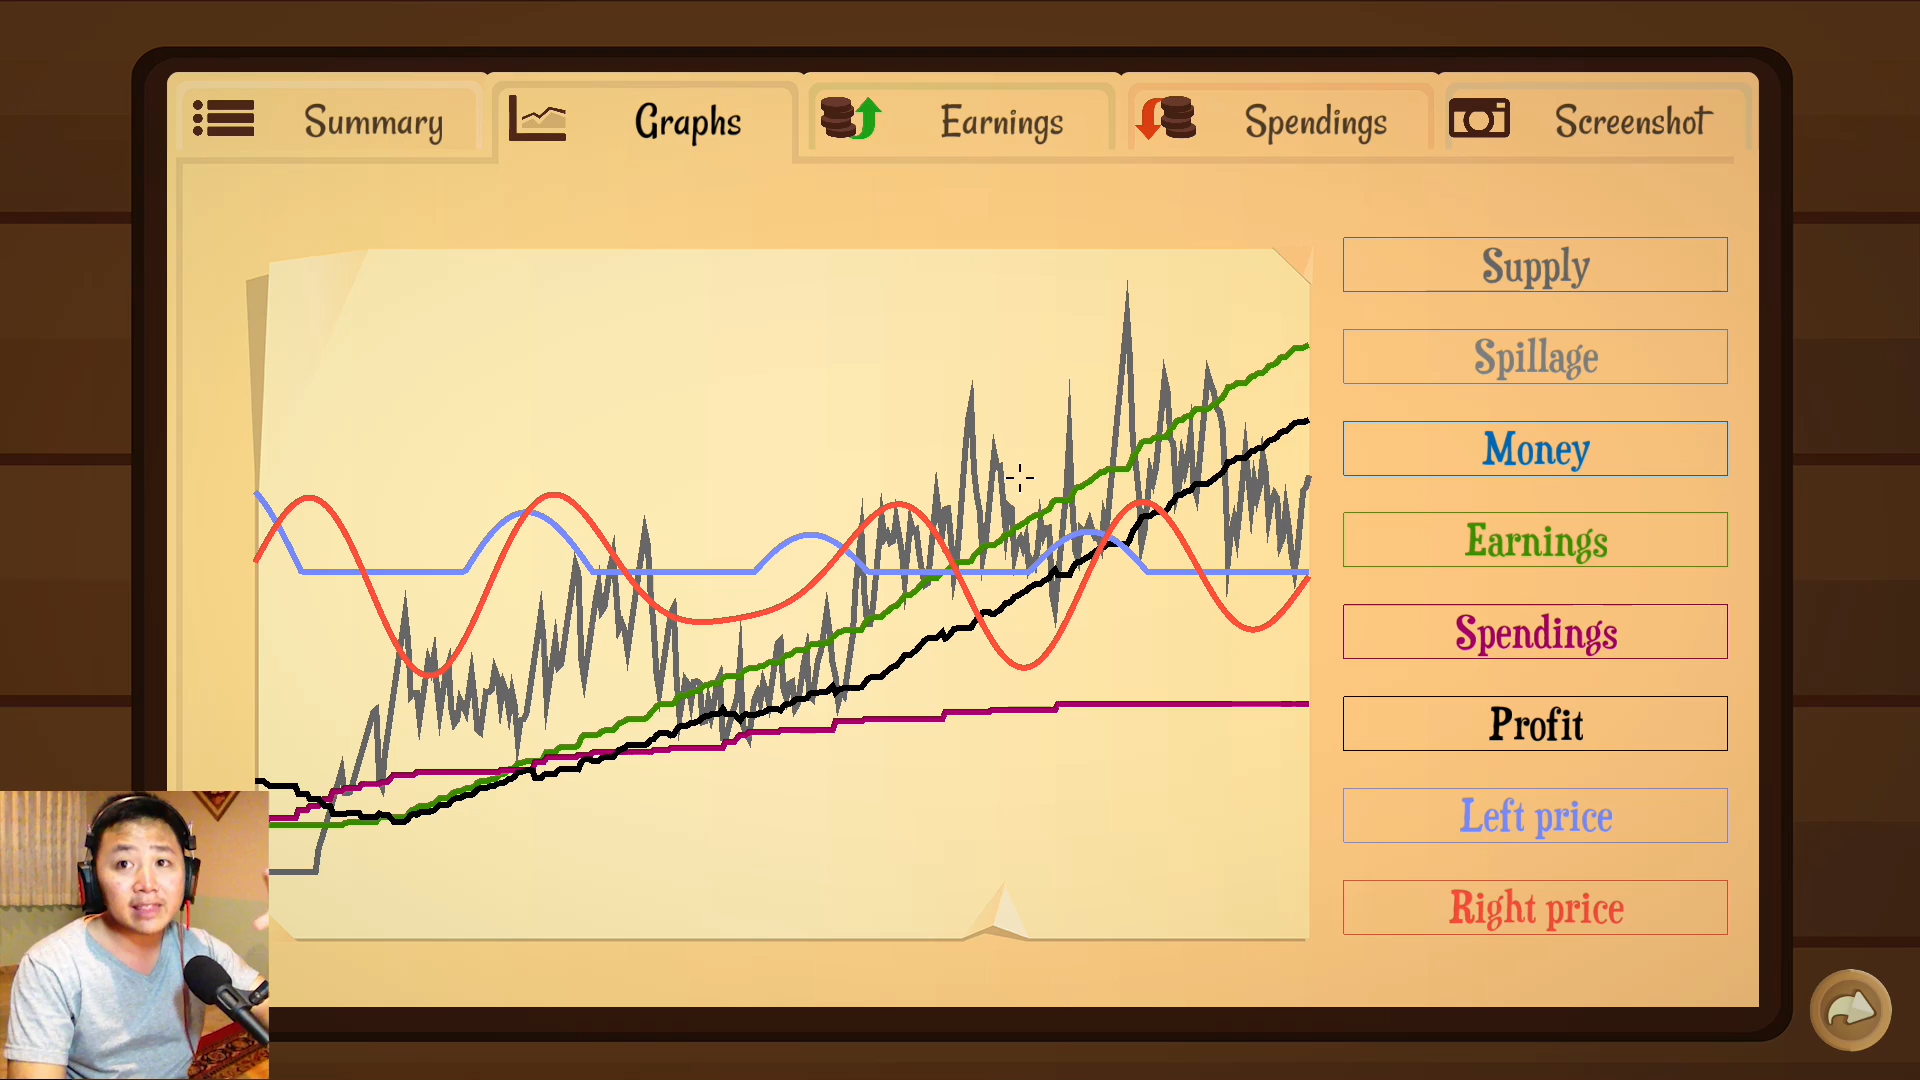 Summary
Graphs
Earnings
Spendings
Screenshot
Supply
Spillage
Money
Earnings
Spendings
Profit
Left price
Right price